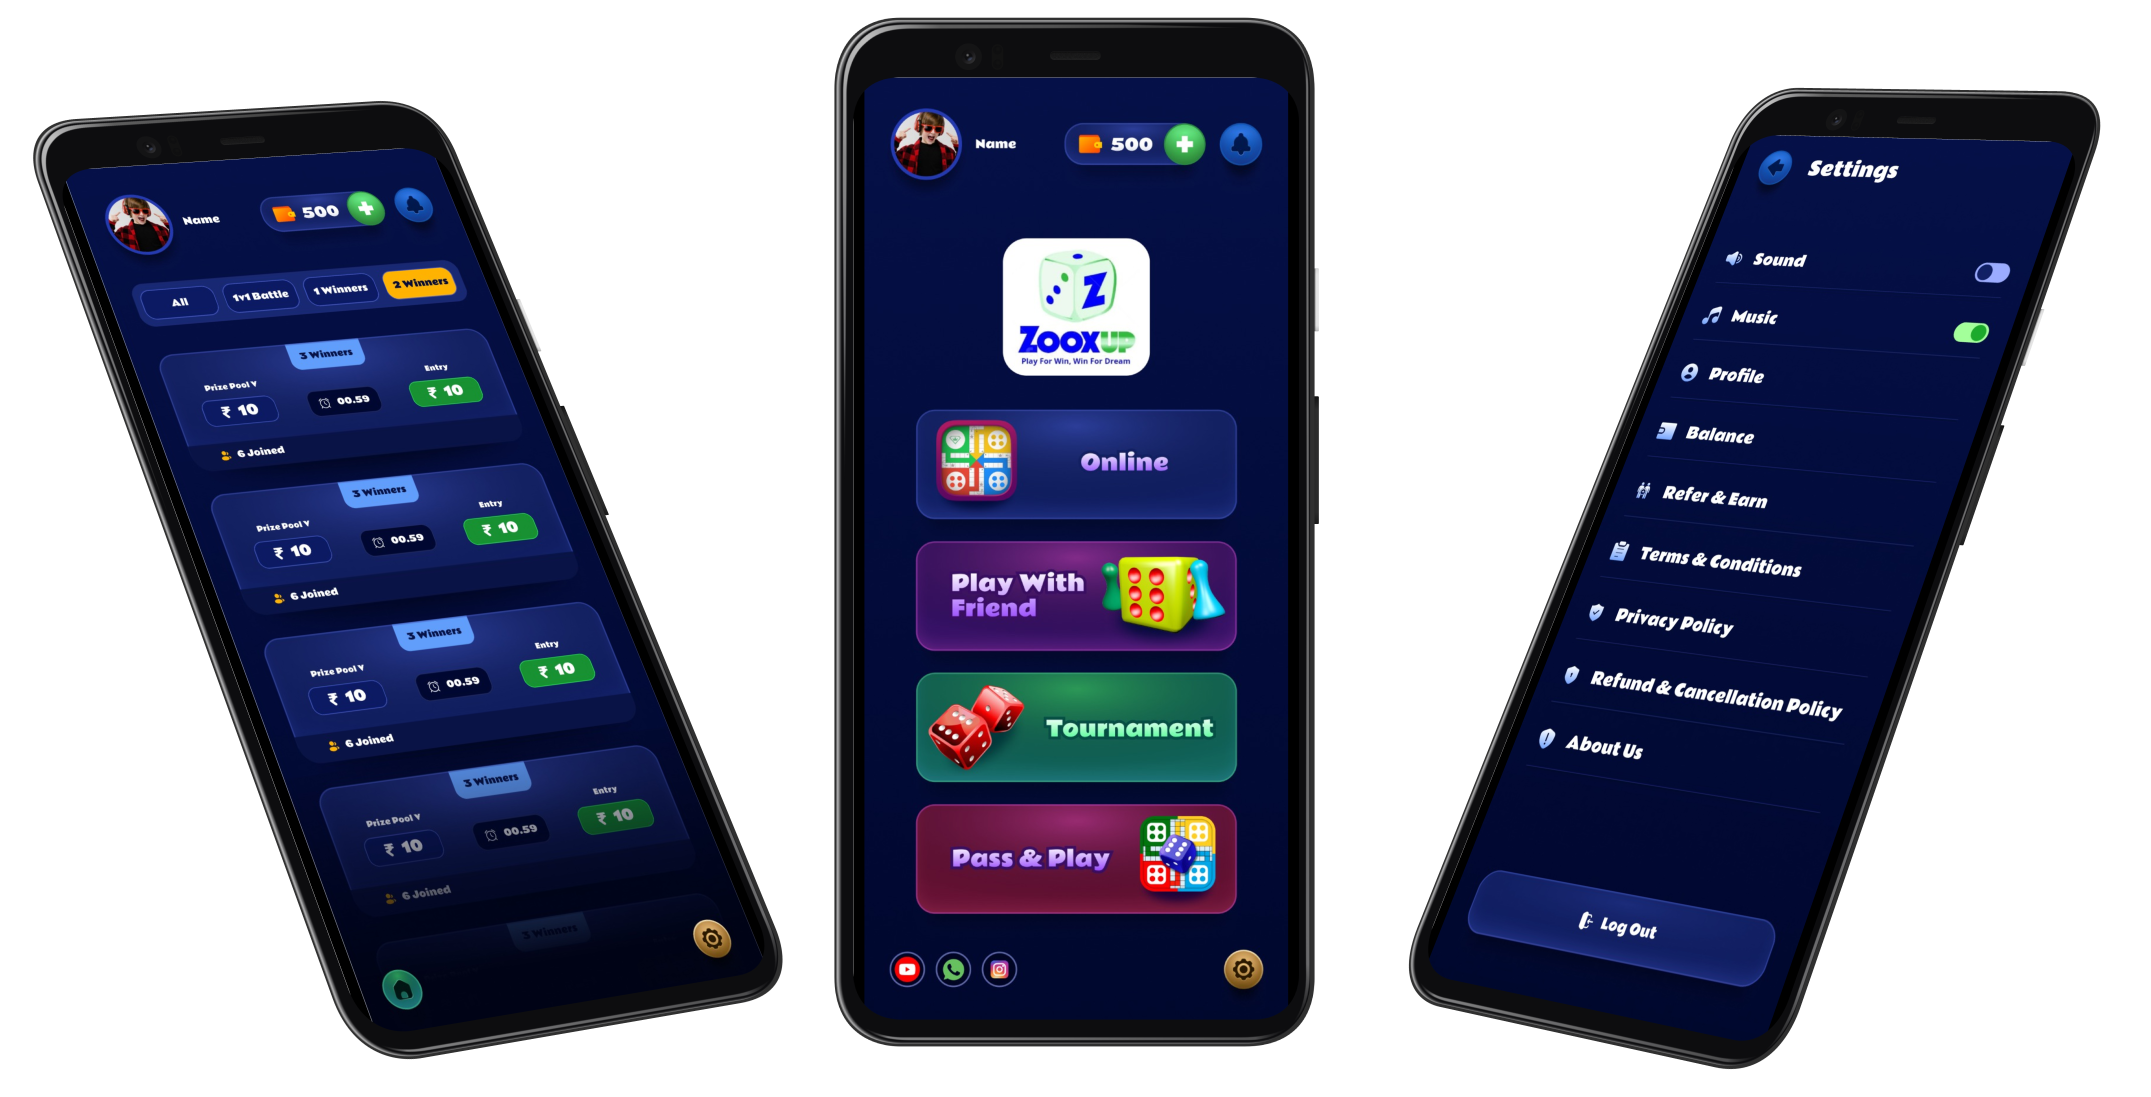 Name
500
All
1v1 Battle
1 Winners
2 Winners
3 Winners
Prize Pool ˅
Entry
₹ 10
00.59
₹ 10
6 Joined
3 Winners
Prize Pool ˅
Entry
₹ 10
00.59
₹ 10
6 Joined
3 Winners
Prize Pool ˅
Entry
₹ 10
00.59
₹ 10
6 Joined
3 Winners
Prize Pool ˅
Entry
₹ 10
00.59
₹ 10
6 Joined
3 Winners
Name
500
Z
ZOOXUP
Play For Win, Win For Dream
Online
Play With
Friend
Tournament
Pass & Play
Settings
Sound
Music
Profile
Balance
Refer & Earn
Terms & Conditions
Privacy Policy
Refund & Cancellation Policy
About Us
Log Out